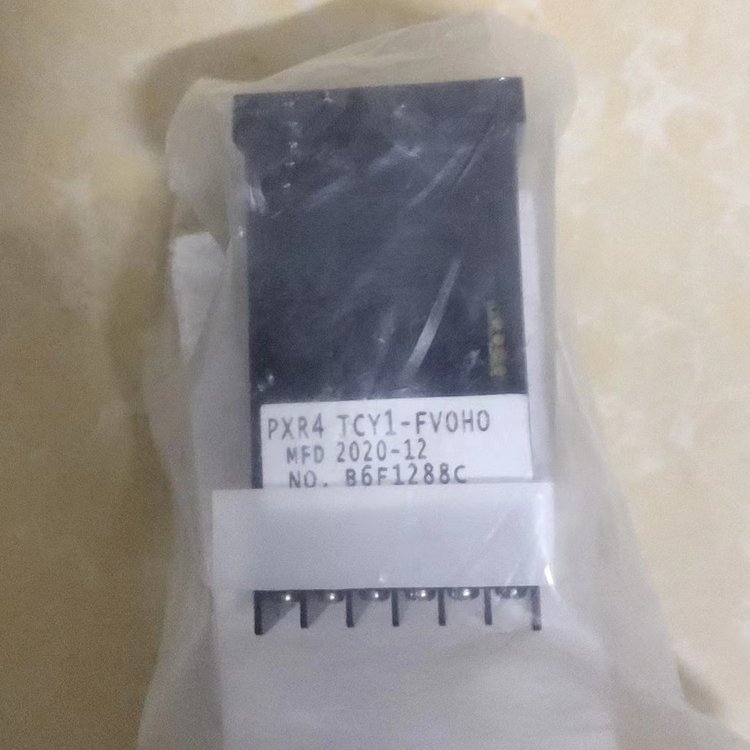 PXR4 TCY1-FV0H0
MFD 2020-12
NO. B6F1288C